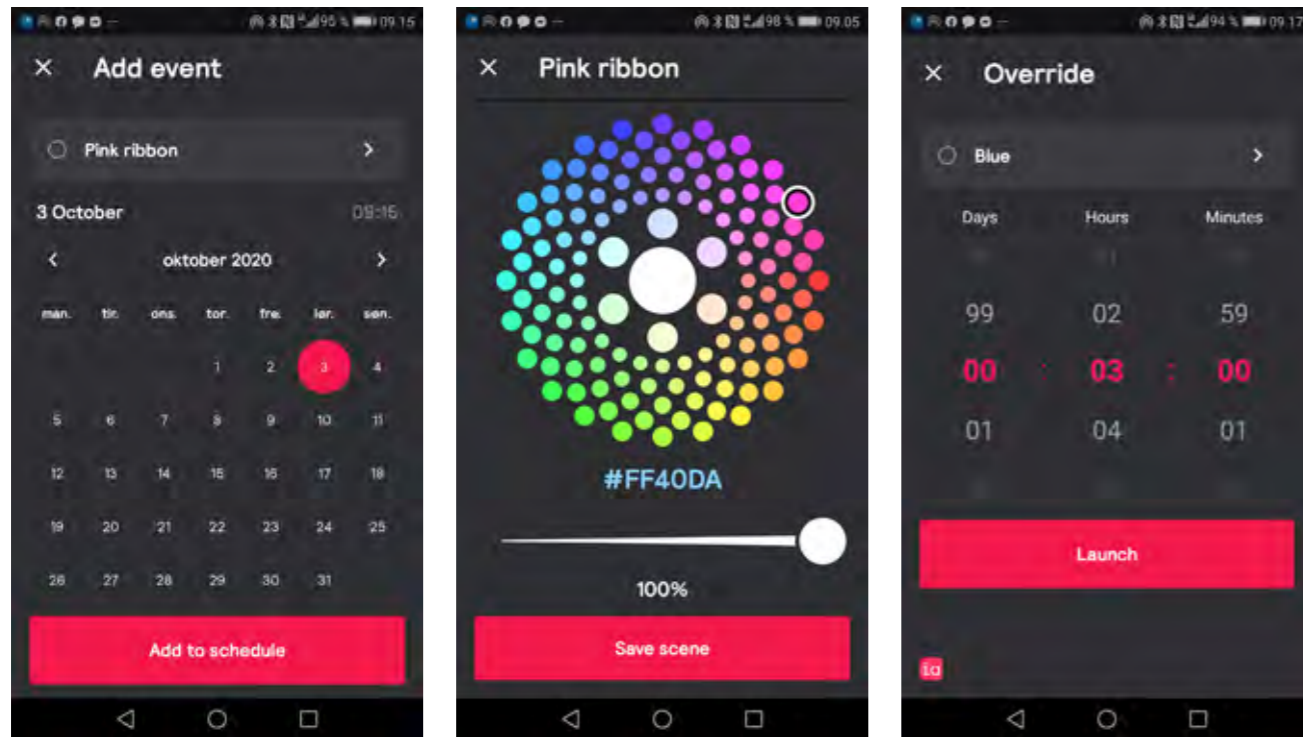 95 % 09.15
Add event
Pink ribbon
3 October 09:15
oktober 2020
man. tir. ons. tor. fre. lør. søn.
1 2 3 4
5 6 7 8 9 10 11
12 13 14 15 16 17 18
19 20 21 22 23 24 25
26 27 28 29 30 31
Add to schedule
98 % 09.05
Pink ribbon
#FF40DA
100%
Save scene
94 % 09.17
Override
Blue
Days Hours Minutes
99 02 59
00 : 03 : 00
01 04 01
Launch